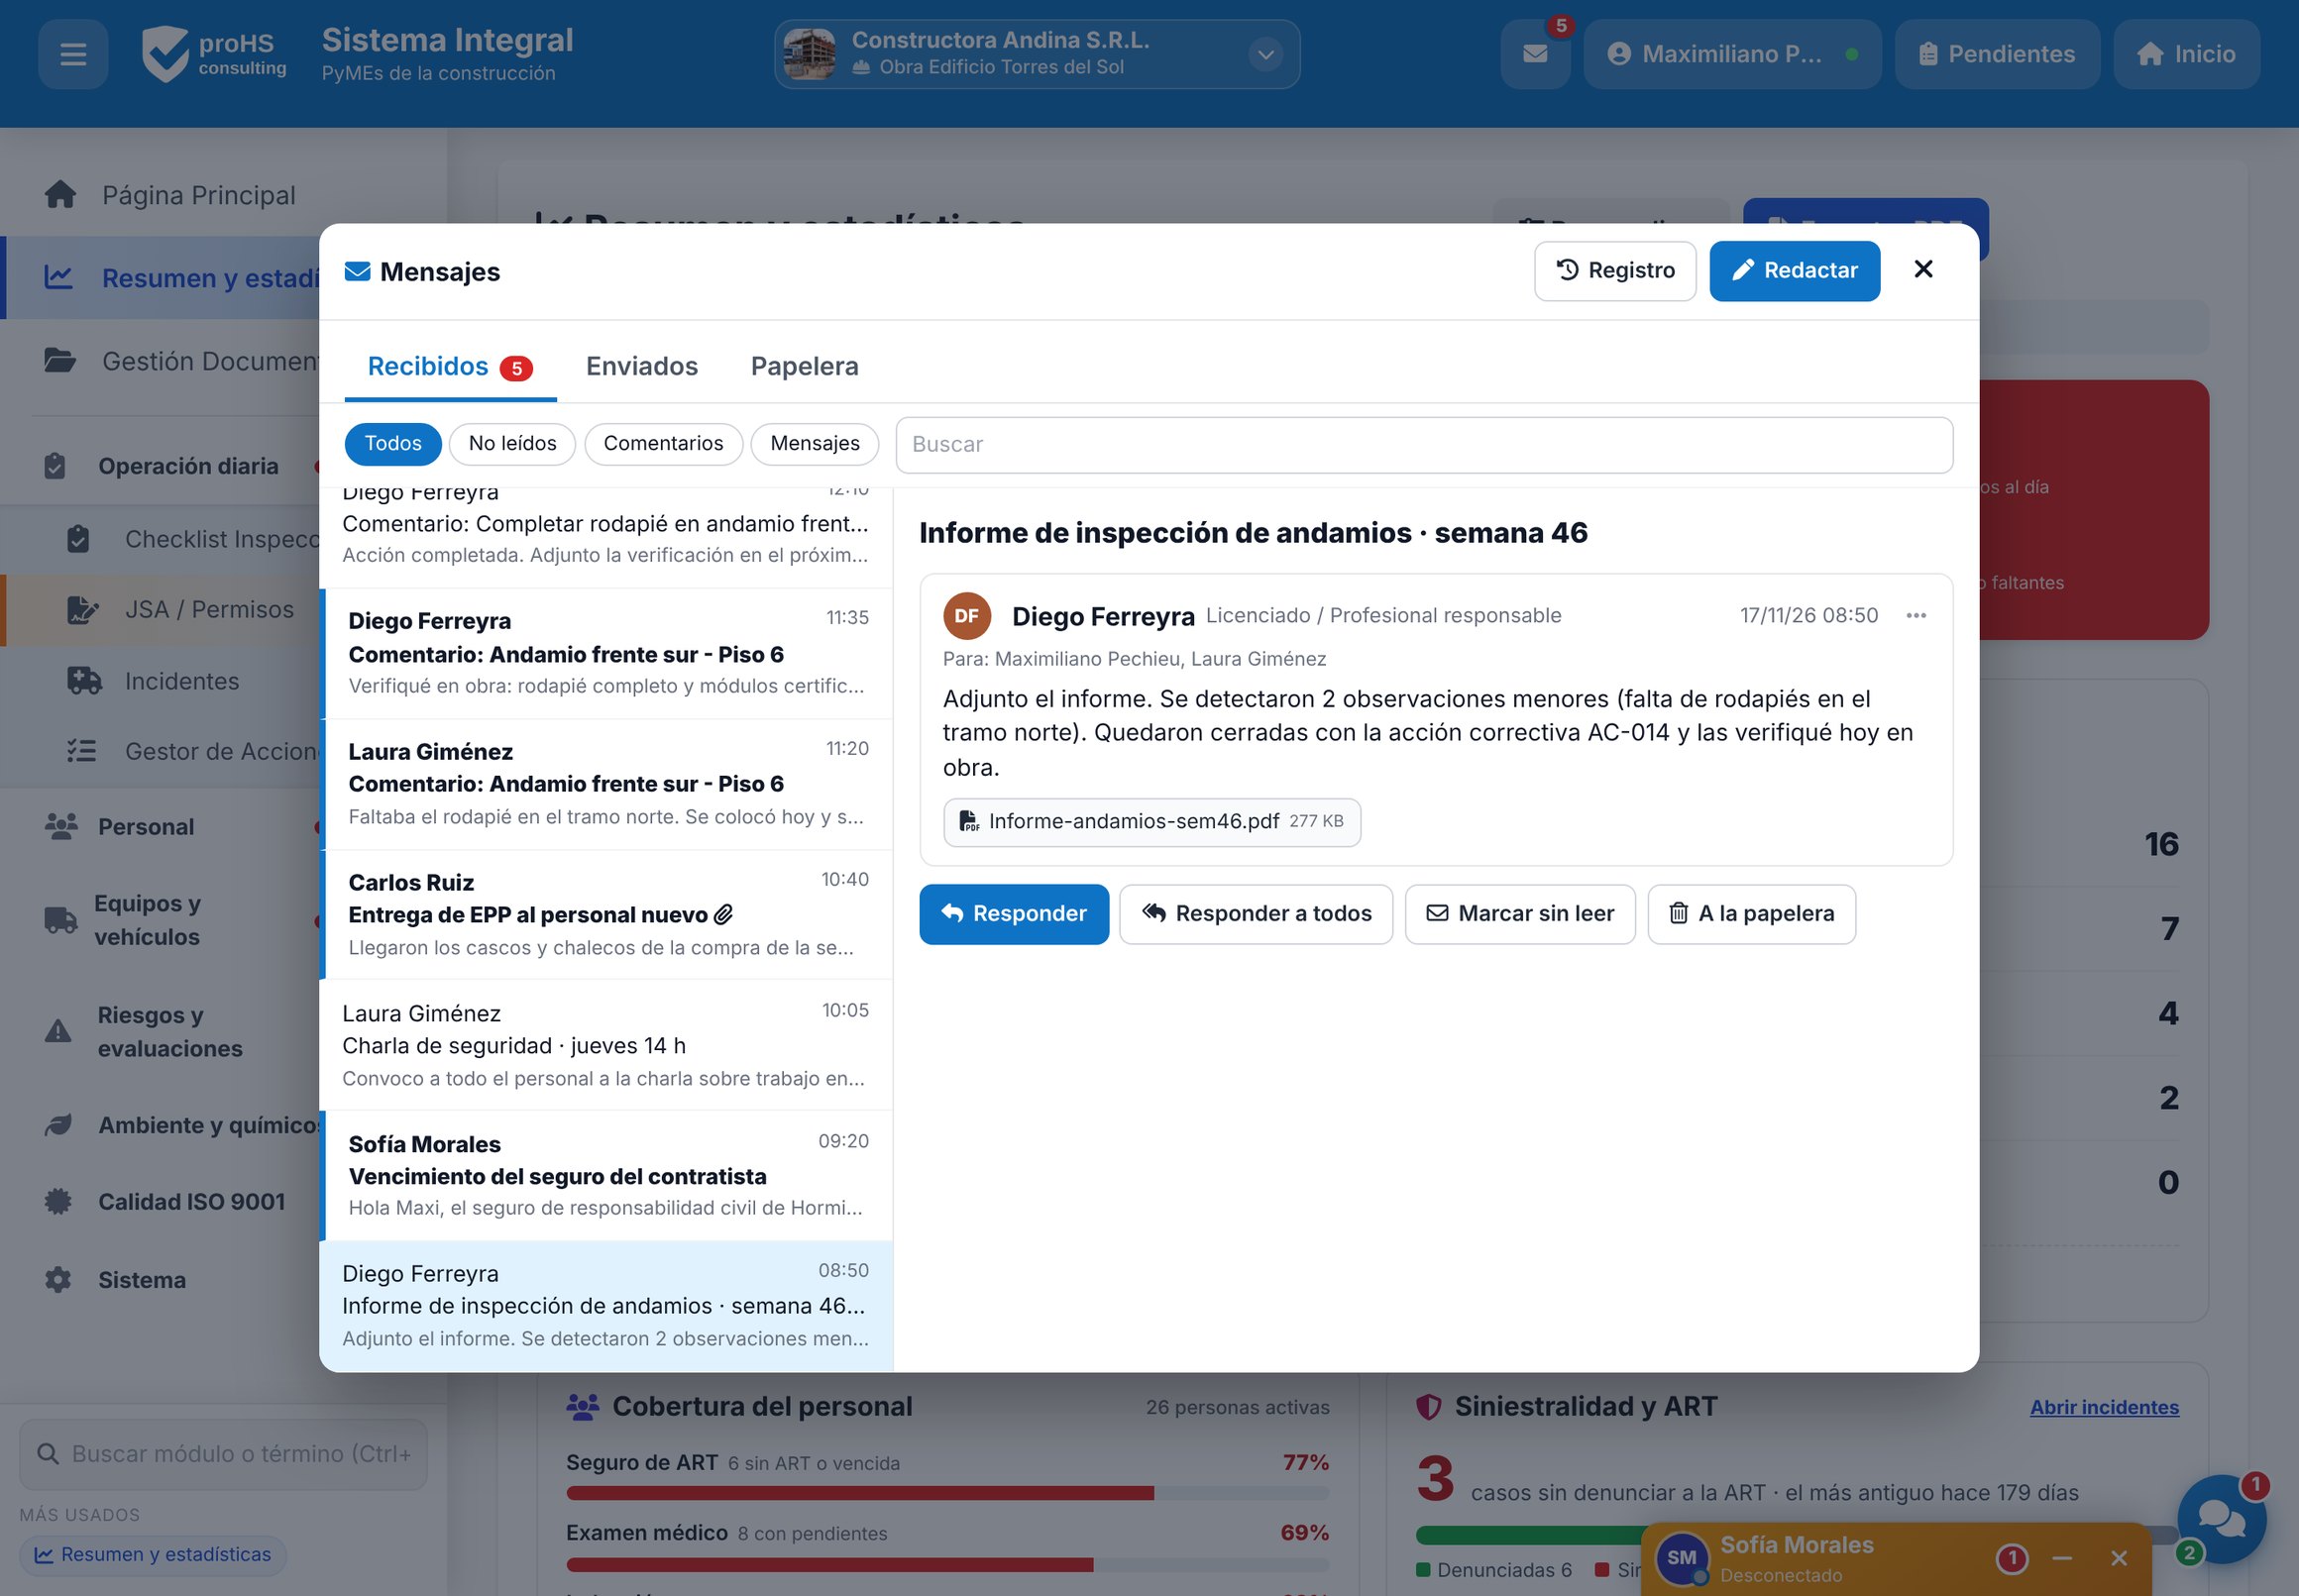 proHS
consulting
Sistema Integral
PyMEs de la construcción
Constructora Andina S.R.L.
Obra Edificio Torres del Sol
5
Maximiliano P...
Pendientes
Inicio
Página Principal
Resumen y estadí
Gestión Document
Operación diaria
Checklist Inspecc
JSA / Permisos
Incidentes
Gestor de Accion
Personal
Equipos y
vehículos
Riesgos y
evaluaciones
Ambiente y químicos
Calidad ISO 9001
Sistema
Buscar módulo o término (Ctrl+
MÁS USADOS
Resumen y estadísticas
Resumen y estadísticas
Mensajes
Registro
Redactar
Recibidos 5
Enviados
Papelera
Todos
No leídos
Comentarios
Mensajes
Buscar
Diego Ferreyra 12:10
Comentario: Completar rodapié en andamio frent...
Acción completada. Adjunto la verificación en el próxim...
Diego Ferreyra 11:35
Comentario: Andamio frente sur - Piso 6
Verifiqué en obra: rodapié completo y módulos certific...
Laura Giménez 11:20
Comentario: Andamio frente sur - Piso 6
Faltaba el rodapié en el tramo norte. Se colocó hoy y s...
Carlos Ruiz 10:40
Entrega de EPP al personal nuevo
Llegaron los cascos y chalecos de la compra de la se...
Laura Giménez 10:05
Charla de seguridad · jueves 14 h
Convoco a todo el personal a la charla sobre trabajo en...
Sofía Morales 09:20
Vencimiento del seguro del contratista
Hola Maxi, el seguro de responsabilidad civil de Hormi...
Diego Ferreyra 08:50
Informe de inspección de andamios · semana 46...
Adjunto el informe. Se detectaron 2 observaciones men...
Informe de inspección de andamios · semana 46
DF
Diego Ferreyra Licenciado / Profesional responsable 17/11/26 08:50
Para: Maximiliano Pechieu, Laura Giménez
Adjunto el informe. Se detectaron 2 observaciones menores (falta de rodapiés en el
tramo norte). Quedaron cerradas con la acción correctiva AC-014 y las verifiqué hoy en
obra.
PDF Informe-andamios-sem46.pdf 277 KB
Responder
Responder a todos
Marcar sin leer
A la papelera
os al día
o faltantes
16
7
4
2
0
Cobertura del personal
26 personas activas
Seguro de ART 6 sin ART o vencida 77%
Examen médico 8 con pendientes 69%
Siniestralidad y ART
Abrir incidentes
3 casos sin denunciar a la ART · el más antiguo hace 179 días
Denunciadas 6
Sin
SM
Sofía Morales
Desconectado
1
1
2